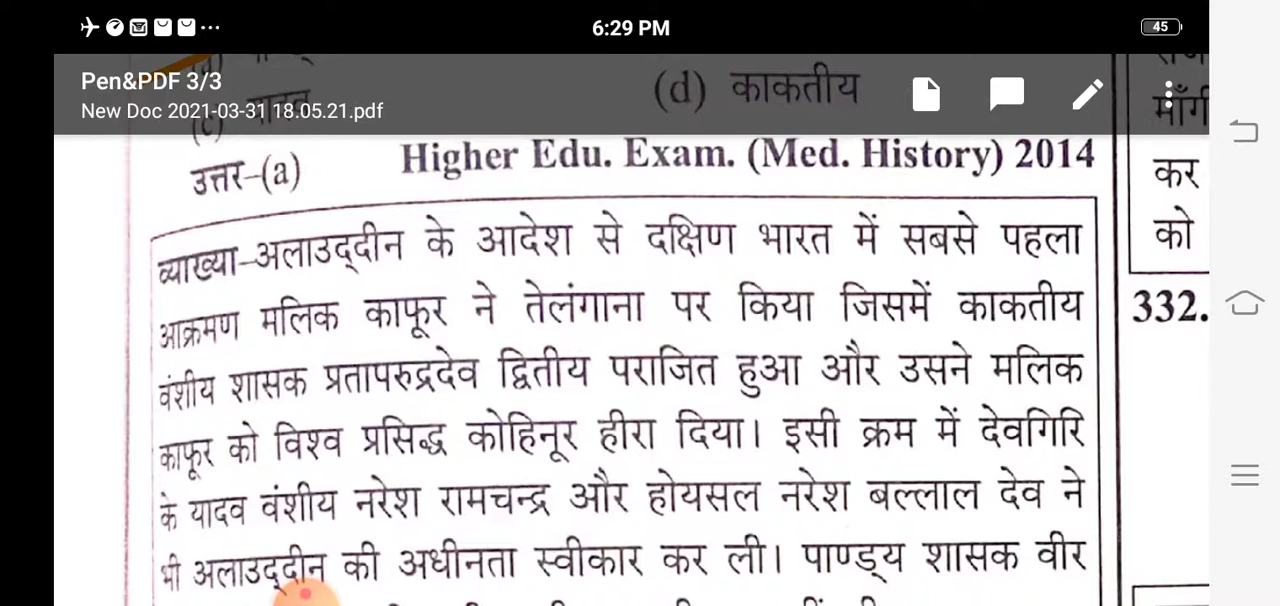 6:29 PM
45
Pen&PDF 3/3
New Doc 2021-03-31 18.05.21.pdf
(d) काकतीय
(c)
माँग
उत्तर–(a)
Higher Edu. Exam. (Med. History) 2014
कर
को
व्याख्या–अलाउद्दीन के आदेश से दक्षिण भारत में सबसे पहला
आक्रमण मलिक काफूर ने तेलंगाना पर किया जिसमें काकतीय
332.
वंशीय शासक प्रतापरुद्रदेव द्वितीय पराजित हुआ और उसने मलिक
काफूर को विश्व प्रसिद्ध कोहिनूर हीरा दिया। इसी क्रम में देवगिरि
के यादव वंशीय नरेश रामचन्द्र और होयसल नरेश बल्लाल देव ने
भी अलाउद्दीन की अधीनता स्वीकार कर ली। पाण्ड्य शासक वीर